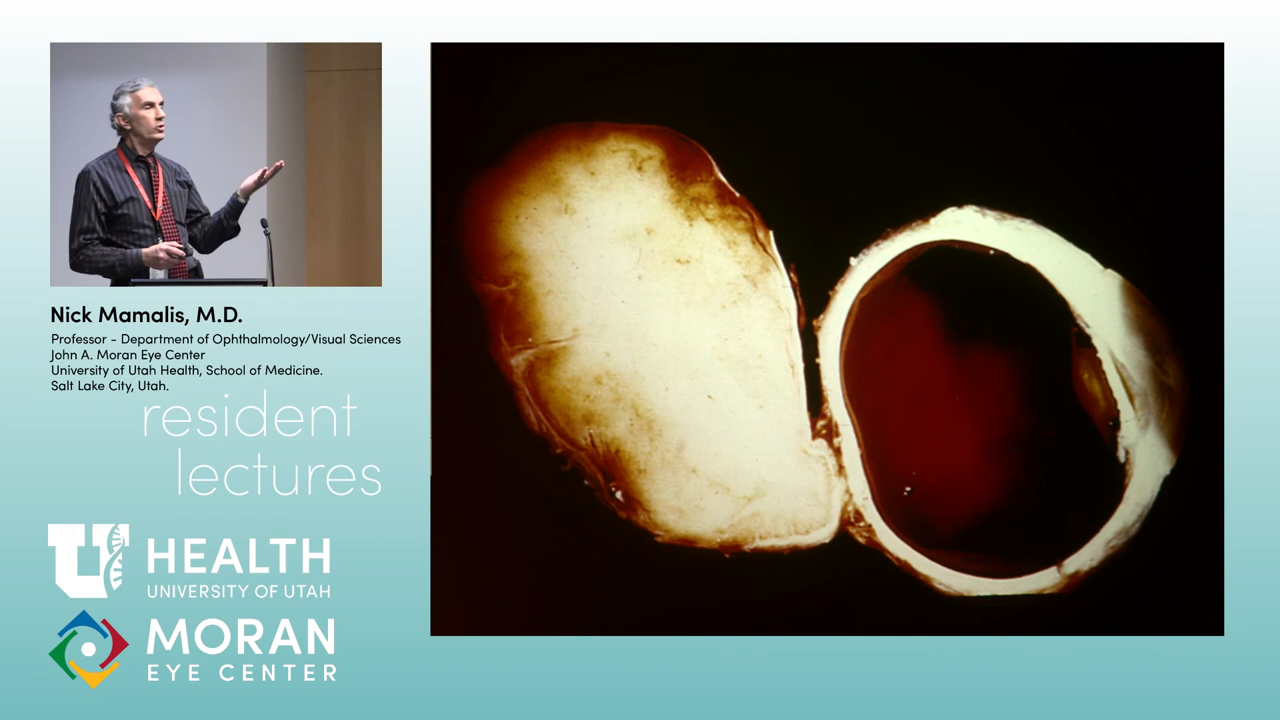 Nick Mamalis, M.D.
Professor - Department of Ophthalmology/Visual Sciences
John A. Moran Eye Center
University of Utah Health, School of Medicine.
Salt Lake City, Utah.
resident
lectures
U HEALTH
UNIVERSITY OF UTAH
MORAN
EYE CENTER